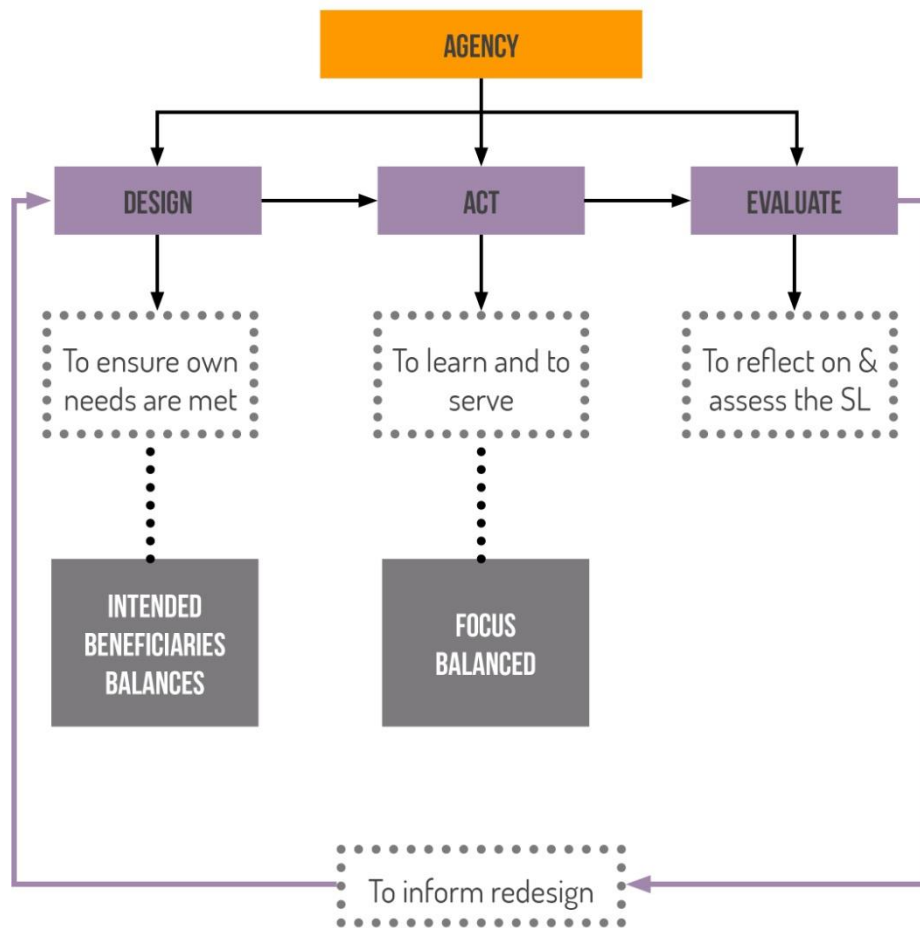 AGENCY
DESIGN
ACT
EVALUATE
To ensure own
needs are met
To learn and to
serve
To reflect on &
assess the SL
INTENDED
BENEFICIARIES
BALANCES
FOCUS
BALANCED
To inform redesign